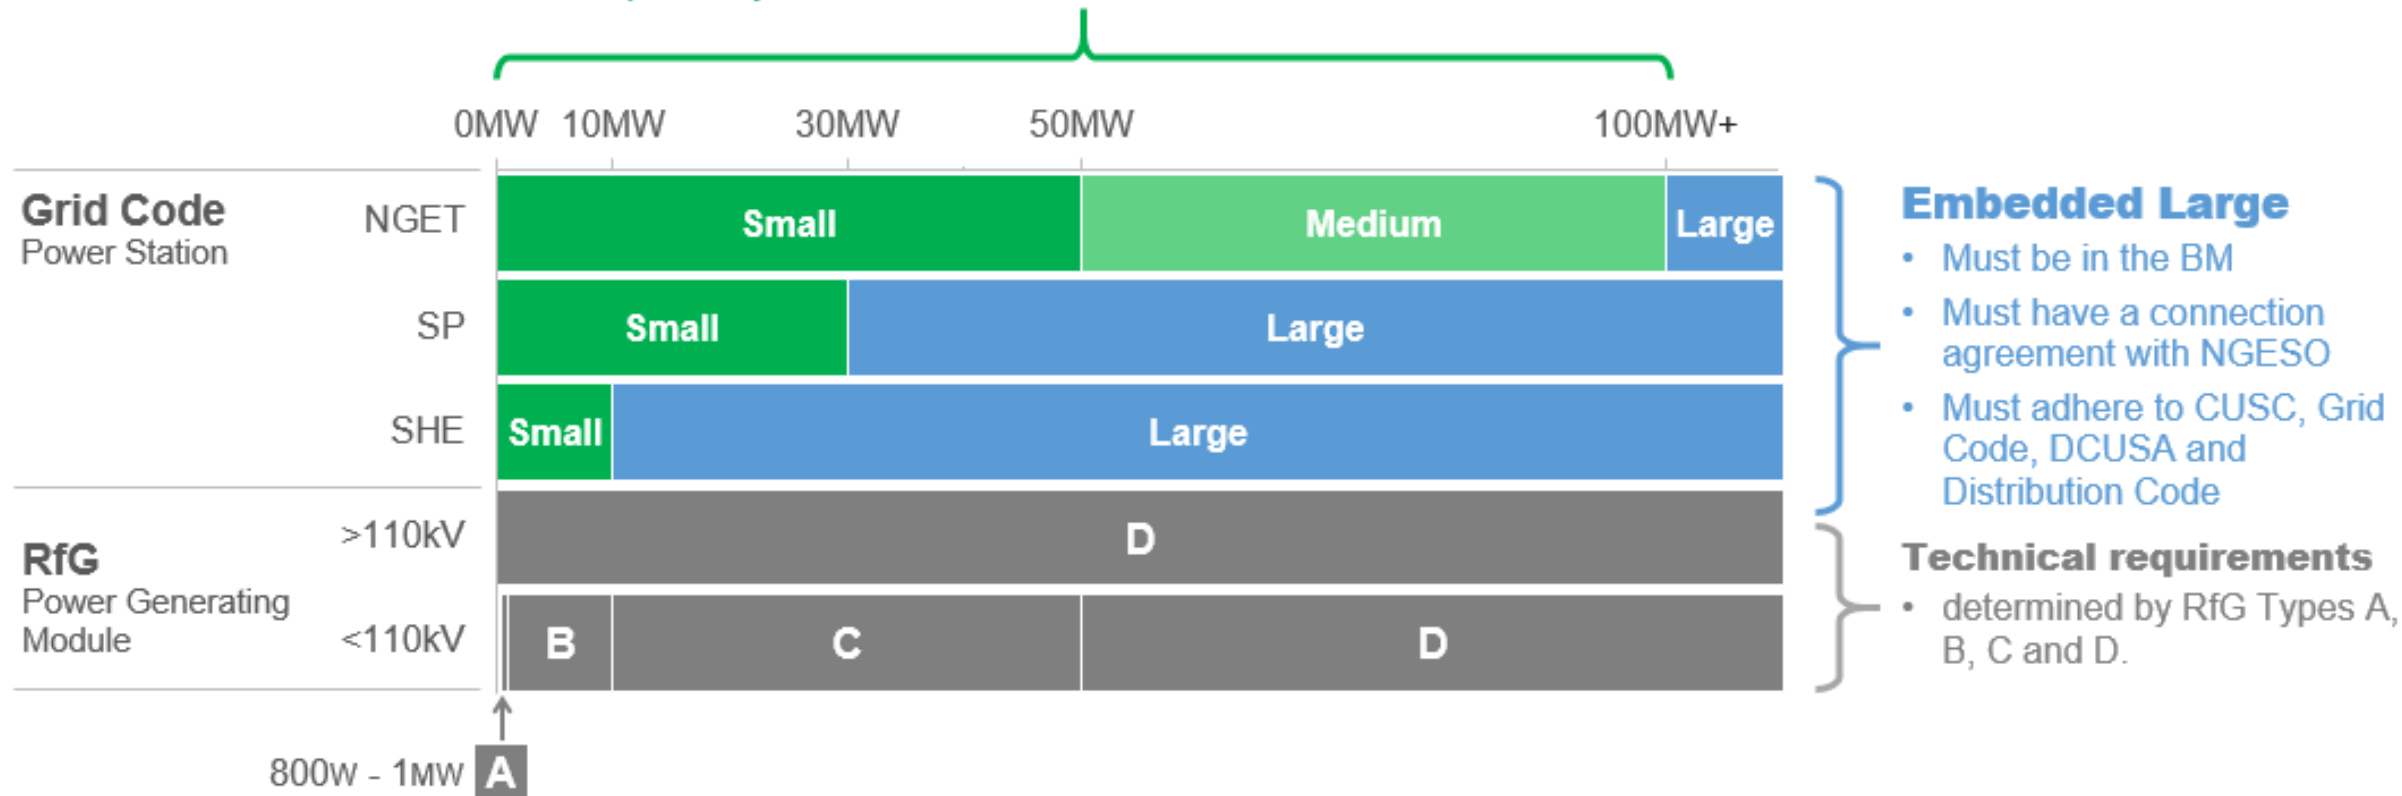 0MW 10MW 30MW 50MW 100MW+
Grid Code
Power Station
NGET
Small Medium Large
SP
Small Large
SHE
Small Large
Embedded Large
• Must be in the BM
• Must have a connection
agreement with NGESO
• Must adhere to CUSC, Grid
Code, DCUSA and
Distribution Code
RfG
Power Generating
Module
>110kV
D
<110kV
B C D
Technical requirements
• determined by RfG Types A,
B, C and D.
800W - 1MW A